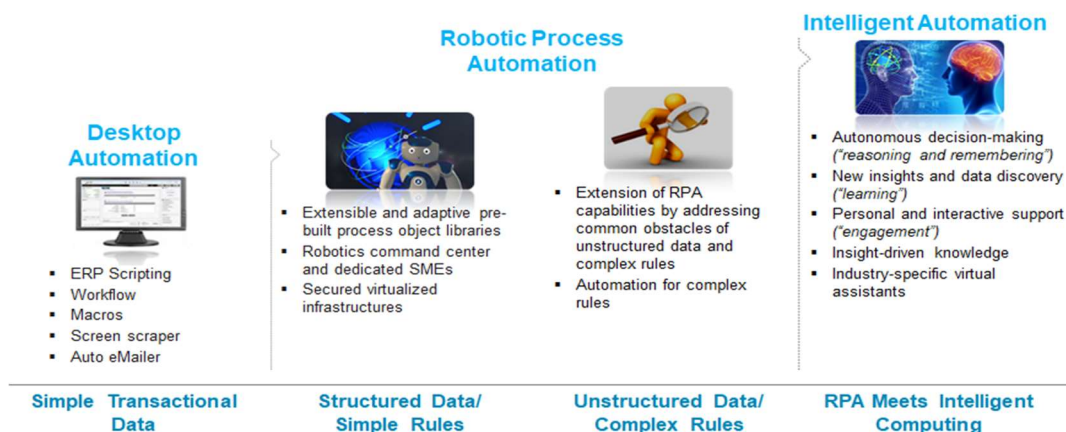 Desktop
Automation
ERP Scripting
Workflow
Macros
Screen scraper
Auto eMailer
Robotic Process
Automation
Extensible and adaptive pre-
built process object libraries
Robotics command center
and dedicated SMEs
Secured virtualized
infrastructures
Extension of RPA
capabilities by addressing
common obstacles of
unstructured data and
complex rules
Automation for complex
rules
Intelligent Automation
Autonomous decision-making
(“reasoning and remembering”)
New insights and data discovery
(“learning”)
Personal and interactive support
(“engagement”)
Insight-driven knowledge
Industry-specific virtual
assistants
Simple Transactional
Data
Structured Data/
Simple Rules
Unstructured Data/
Complex Rules
RPA Meets Intelligent
Computing